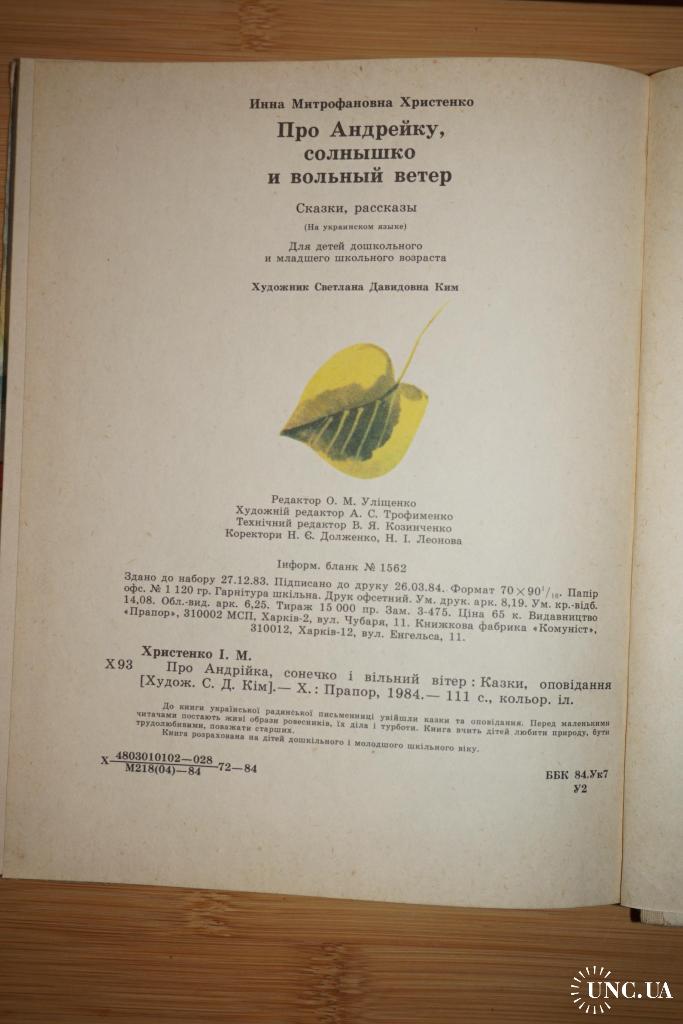 Инна Митрофановна Христенко
Про Андрейку,
солнышко
и вольный ветер
Сказки, рассказы
(На украинском языке)
Для детей дошкольного
и младшего школьного возраста
Художник Светлана Давидовна Ким
Редактор О. М. Уліщенко
Художній редактор А. С. Трофименко
Технічний редактор В. Я. Козинченко
Коректори Н. Є. Долженко, Н. І. Леонова
Інформ. бланк № 1562
Здано до набору 27.12.83. Підписано до друку 26.03.84. Формат 70×90¹/₁₆. Папір
офс. № 1 120 гр. Гарнітура шкільна. Друк офсетний. Ум. друк. арк. 8,19. Ум. кр.-відб.
14,08. Обл.-вид. арк. 6,25. Тираж 15 000 пр. Зам. 3-475. Ціна 65 к. Видавництво
«Прапор», 310002 МСП, Харків-2, вул. Чубаря, 11. Книжкова фабрика «Комуніст»,
310012, Харків-12, вул. Енгельса, 11.
Христенко І. М.
Х93 Про Андрійка, сонечко і вільний вітер : Казки, оповідання
[Худож. С. Д. Кім].— Х. : Прапор, 1984.— 111 с., кольор. іл.
До книги української радянської письменниці увійшли казки та оповідання. Перед маленькими
читачами постають живі образи ровесників, їх діла і турботи. Книга вчить дітей любити природу, бути
трудолюбивими, поважати старших.
Книга розрахована на дітей дошкільного і молодшого шкільного віку.
Х 4803010102—028 72—84
М218(04)—84
ББК 84.Ук7
У2
UNC.UA